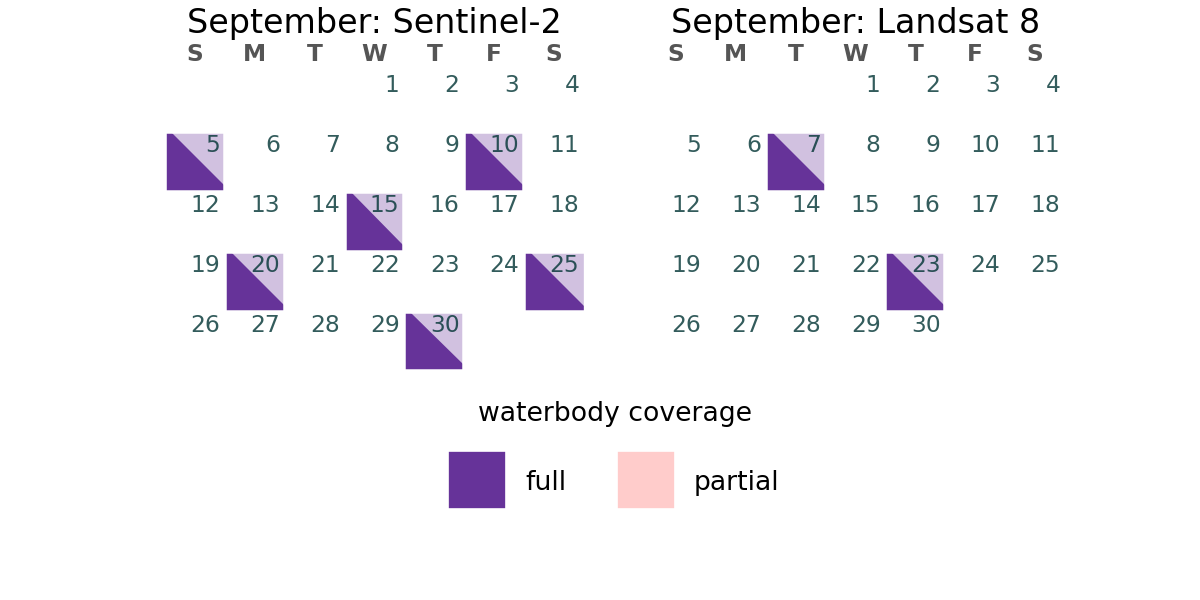 September: Sentinel-2
S M T W T F S
1 2 3 4
5 6 7 8 9 10 11
12 13 14 15 16 17 18
19 20 21 22 23 24 25
26 27 28 29 30
September: Landsat 8
S M T W T F S
1 2 3 4
5 6 7 8 9 10 11
12 13 14 15 16 17 18
19 20 21 22 23 24 25
26 27 28 29 30
waterbody coverage
full partial